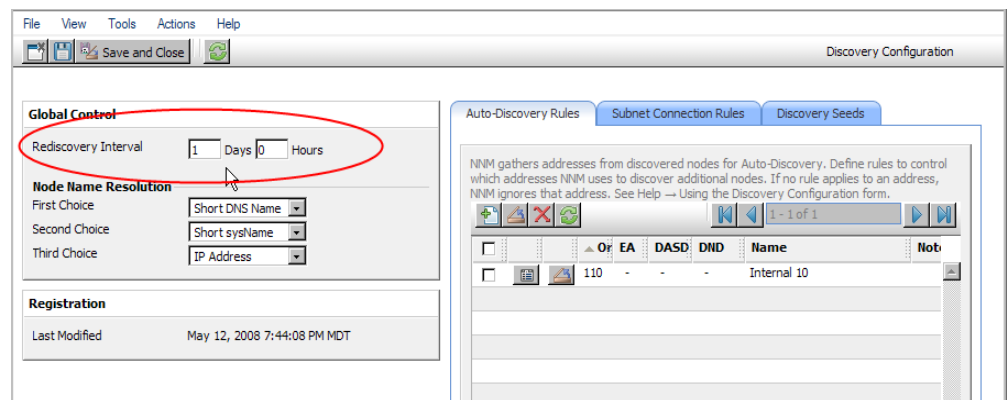 File View Tools Actions Help
Save and Close
Discovery Configuration
Global Control
Rediscovery Interval 1 Days 0 Hours
Node Name Resolution
First Choice Short DNS Name
Second Choice Short sysName
Third Choice IP Address
Registration
Last Modified May 12, 2008 7:44:08 PM MDT
Auto-Discovery Rules Subnet Connection Rules Discovery Seeds
NNM gathers addresses from discovered nodes for Auto-Discovery. Define rules to control
which addresses NNM uses to discover additional nodes. If no rule applies to an address,
NNM ignores that address. See Help → Using the Discovery Configuration form.
1 - 1 of 1
Or EA DASD DND Name Note
110 - - - Internal 10